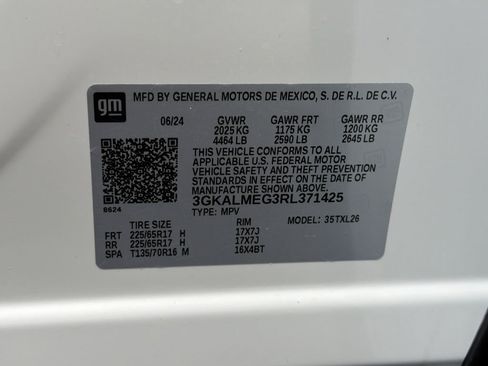 gm
MFD BY GENERAL MOTORS DE MEXICO, S. DE R.L. DE C.V.
06/24 GVWR GAWR FRT GAWR RR
2025 KG 1175 KG 1200 KG
4464 LB 2590 LB 2645 LB
THIS VEHICLE CONFORMS TO ALL
APPLICABLE U.S. FEDERAL MOTOR
VEHICLE SAFETY AND THEFT PREVENTION
STANDARDS IN EFFECT ON THE DATE OF
MANUFACTURE SHOWN ABOVE.
3GKALMEG3RL371425
8624 TYPE: MPV MODEL: 35TXL26
TIRE SIZE RIM
FRT 225/65R17 H 17X7J
RR 225/65R17 H 17X7J
SPA T135/70R16 M 16X4BT